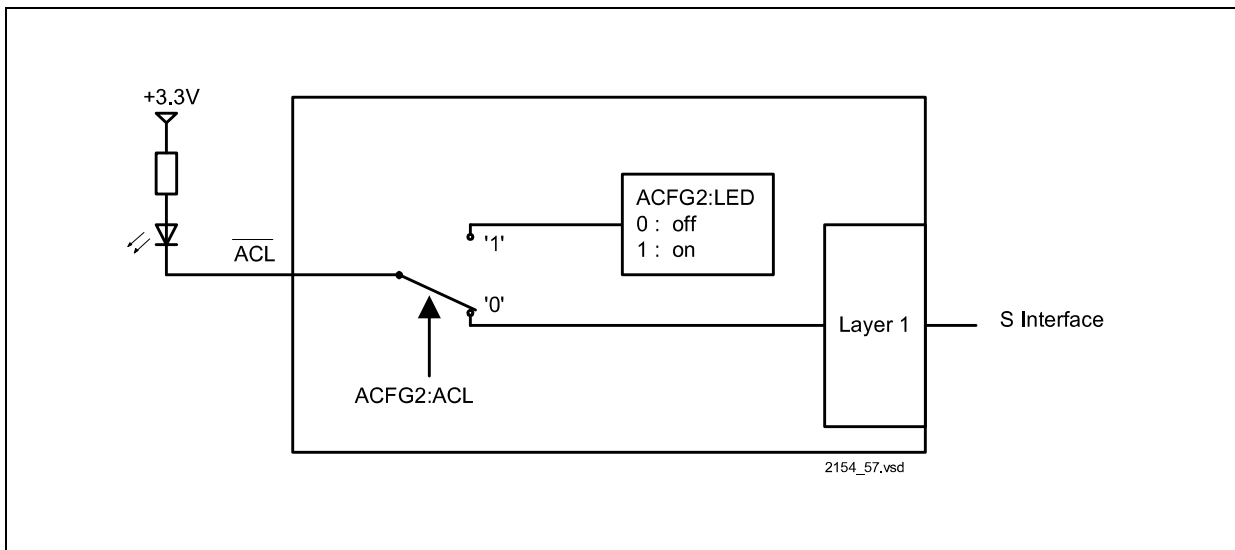 +3.3V
ACL
'1'
ACFG2:LED
0 : off
1 : on
'0'
ACFG2:ACL
Layer 1
S Interface
2154_57.vsd